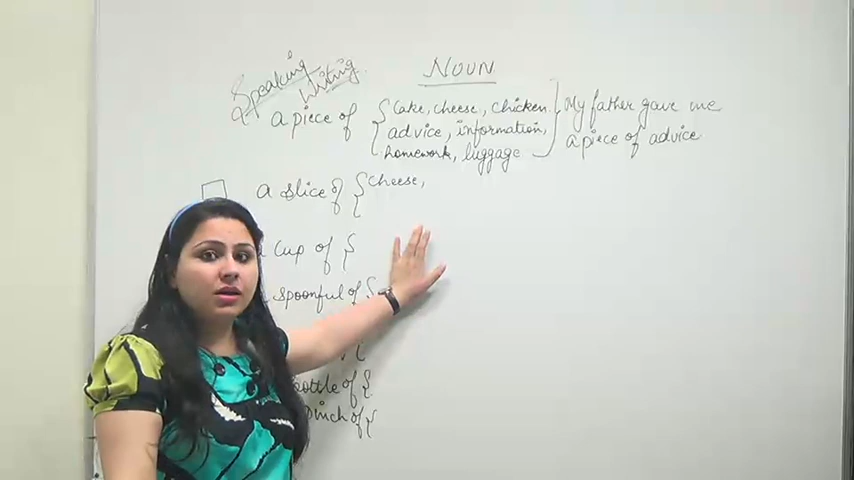 Speaking
Writing
NOUN
a piece of { Cake, cheese, chicken } My father gave me
advice, information, a piece of advice
homework, luggage
a slice of { Cheese,
cup of {
spoonful of {
bottle of {
pinch of {